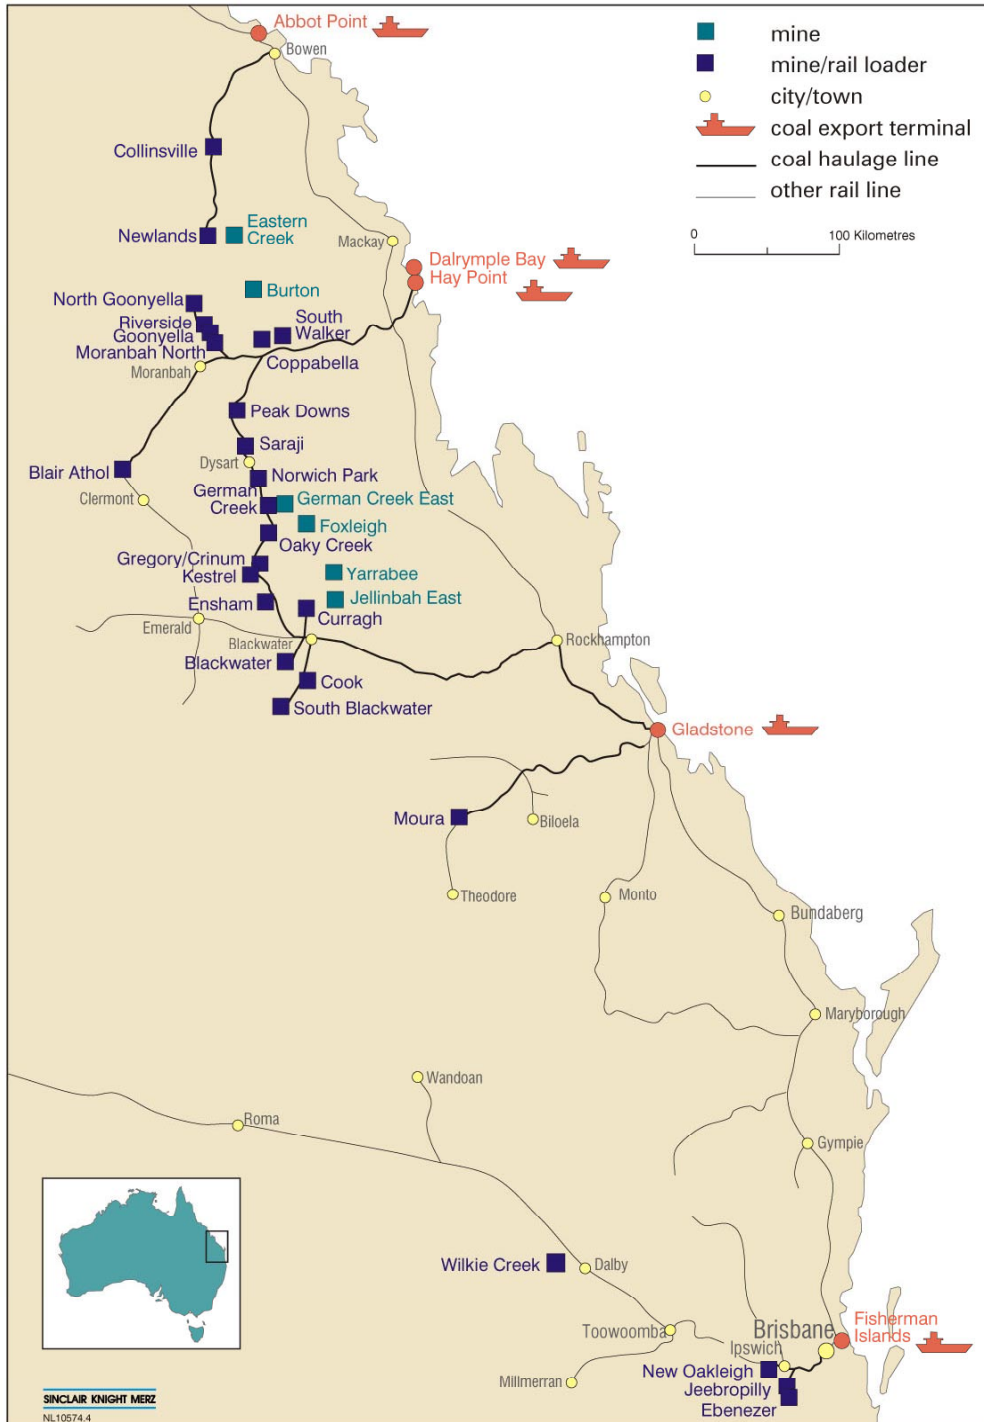 Abbot Point
Bowen
mine
mine/rail loader
city/town
coal export terminal
coal haulage line
other rail line
0
100 Kilometres
Collinsville
Newlands
Eastern
Creek
Mackay
Dalrymple Bay
Hay Point
Burton
North Goonyella
Riverside
Goonyella
Moranbah North
Moranbah
South
Walker
Coppabella
Peak Downs
Saraji
Dysart
Blair Athol
Clermont
Norwich Park
German
Creek
German Creek East
Foxleigh
Oaky Creek
Gregory/Crinum
Kestrel
Yarrabee
Ensham
Jellinbah East
Curragh
Emerald
Blackwater
Rockhampton
Blackwater
Cook
South Blackwater
Gladstone
Moura
Biloela
Theodore
Monto
Bundaberg
Maryborough
Wandoan
Roma
Gympie
Wilkie Creek
Dalby
Toowoomba
Brisbane
Fisherman
Islands
Ipswich
Millmerran
New Oakleigh
Jeebropilly
Ebenezer
SINCLAIR KNIGHT MERZ
NL10574.4